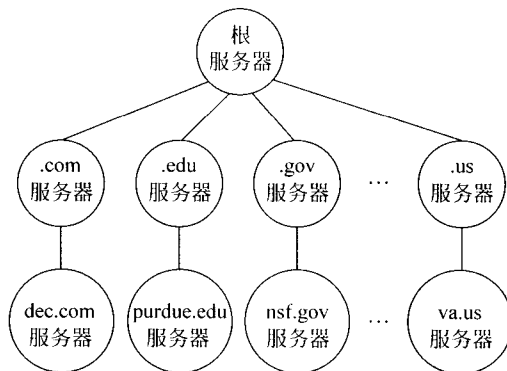 根
服务器
.com
服务器
.edu
服务器
.gov
服务器
...
.us
服务器
dec.com
服务器
purdue.edu
服务器
nsf.gov
服务器
...
va.us
服务器